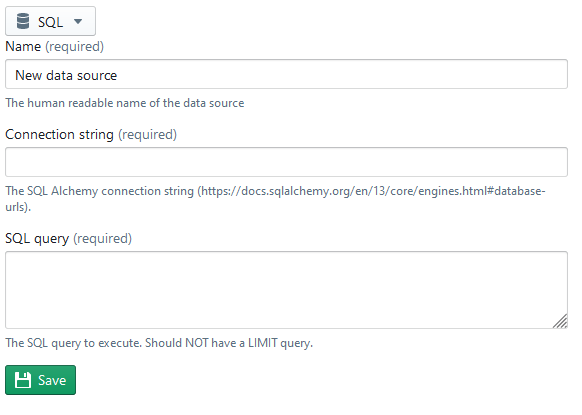 SQL
Name (required)
New data source
The human readable name of the data source
Connection string (required)
The SQL Alchemy connection string (https://docs.sqlalchemy.org/en/13/core/engines.html#database-
urls).
SQL query (required)
The SQL query to execute. Should NOT have a LIMIT query.
Save